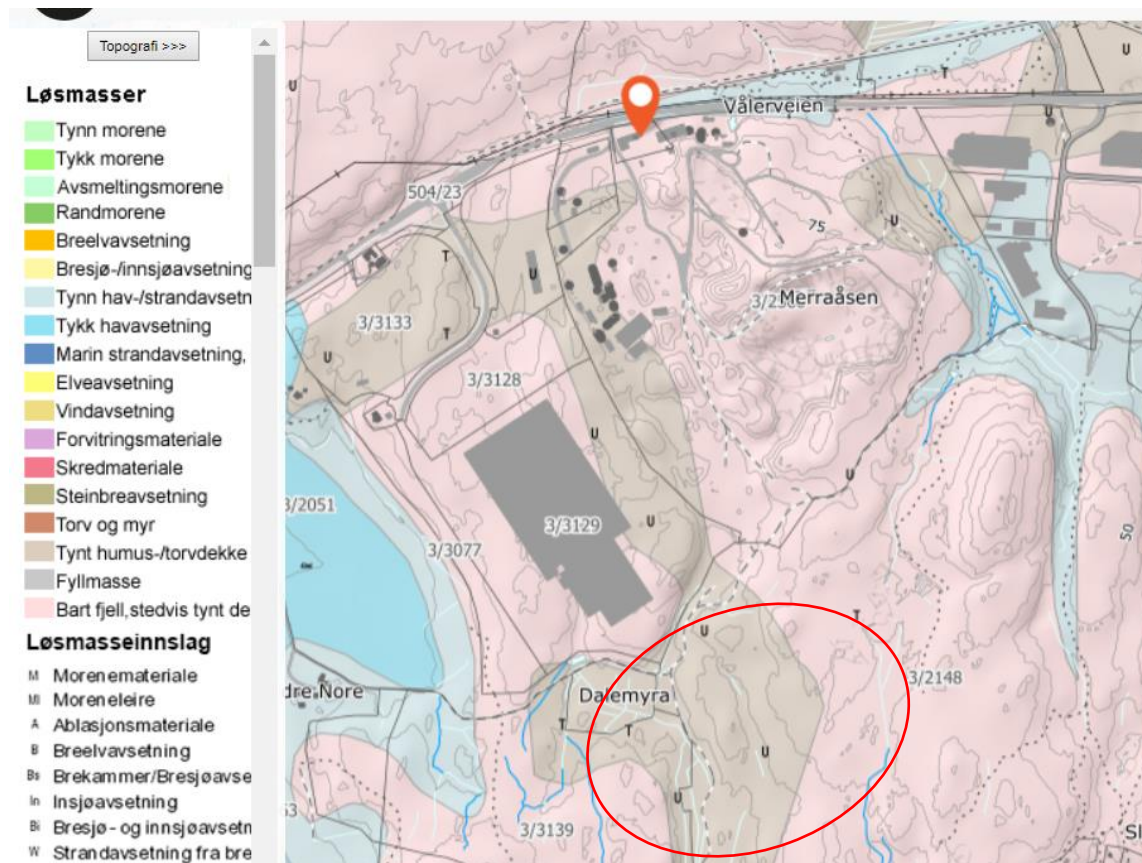 Topografi >>>
Løsmasser
Tynn morene
Tykk morene
Avsmeltingsmorene
Randmorene
Breelvavsetning
Bresjø-/innsjøavsetning
Tynn hav-/strandavsetn
Tykk havavsetning
Marin strandavsetning,
Elveavsetning
Vindavsetning
Forvitringsmateriale
Skredmateriale
Steinbreavsetning
Torv og myr
Tynt humus-/torvdekke
Fyllmasse
Bart fjell,stedvis tynt de
Løsmasseinnslag
M Morenemateriale
Ml Moreneleire
A Ablasjonsmateriale
B Breelvavsetning
Bs Brekammer/Bresjøavse
In Insjøavsetning
Bi Bresjø- og innsjøavsetn
W Strandavsetning fra bre
U
T
U
Vålerveien
504/23
U
75
T
U
3/2
Merraåsen
3/3133
T
U
3/3128
U
U
3/2051
3/3129
U
50
3/3077
T
U
3/2148
dre Nore
Dalemyra
T
T
U
U
63
3/3139
Sl